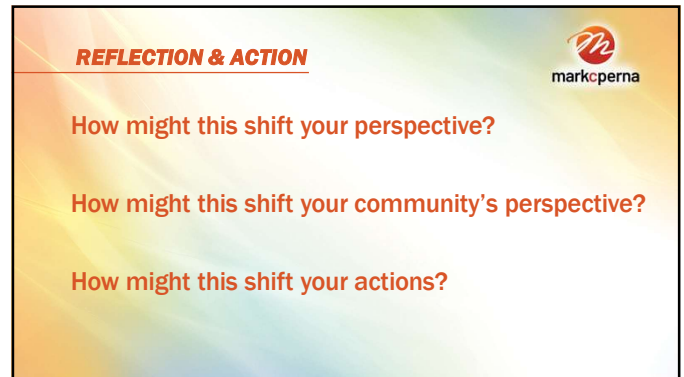 REFLECTION & ACTION
markcperna
How might this shift your perspective?
How might this shift your community’s perspective?
How might this shift your actions?